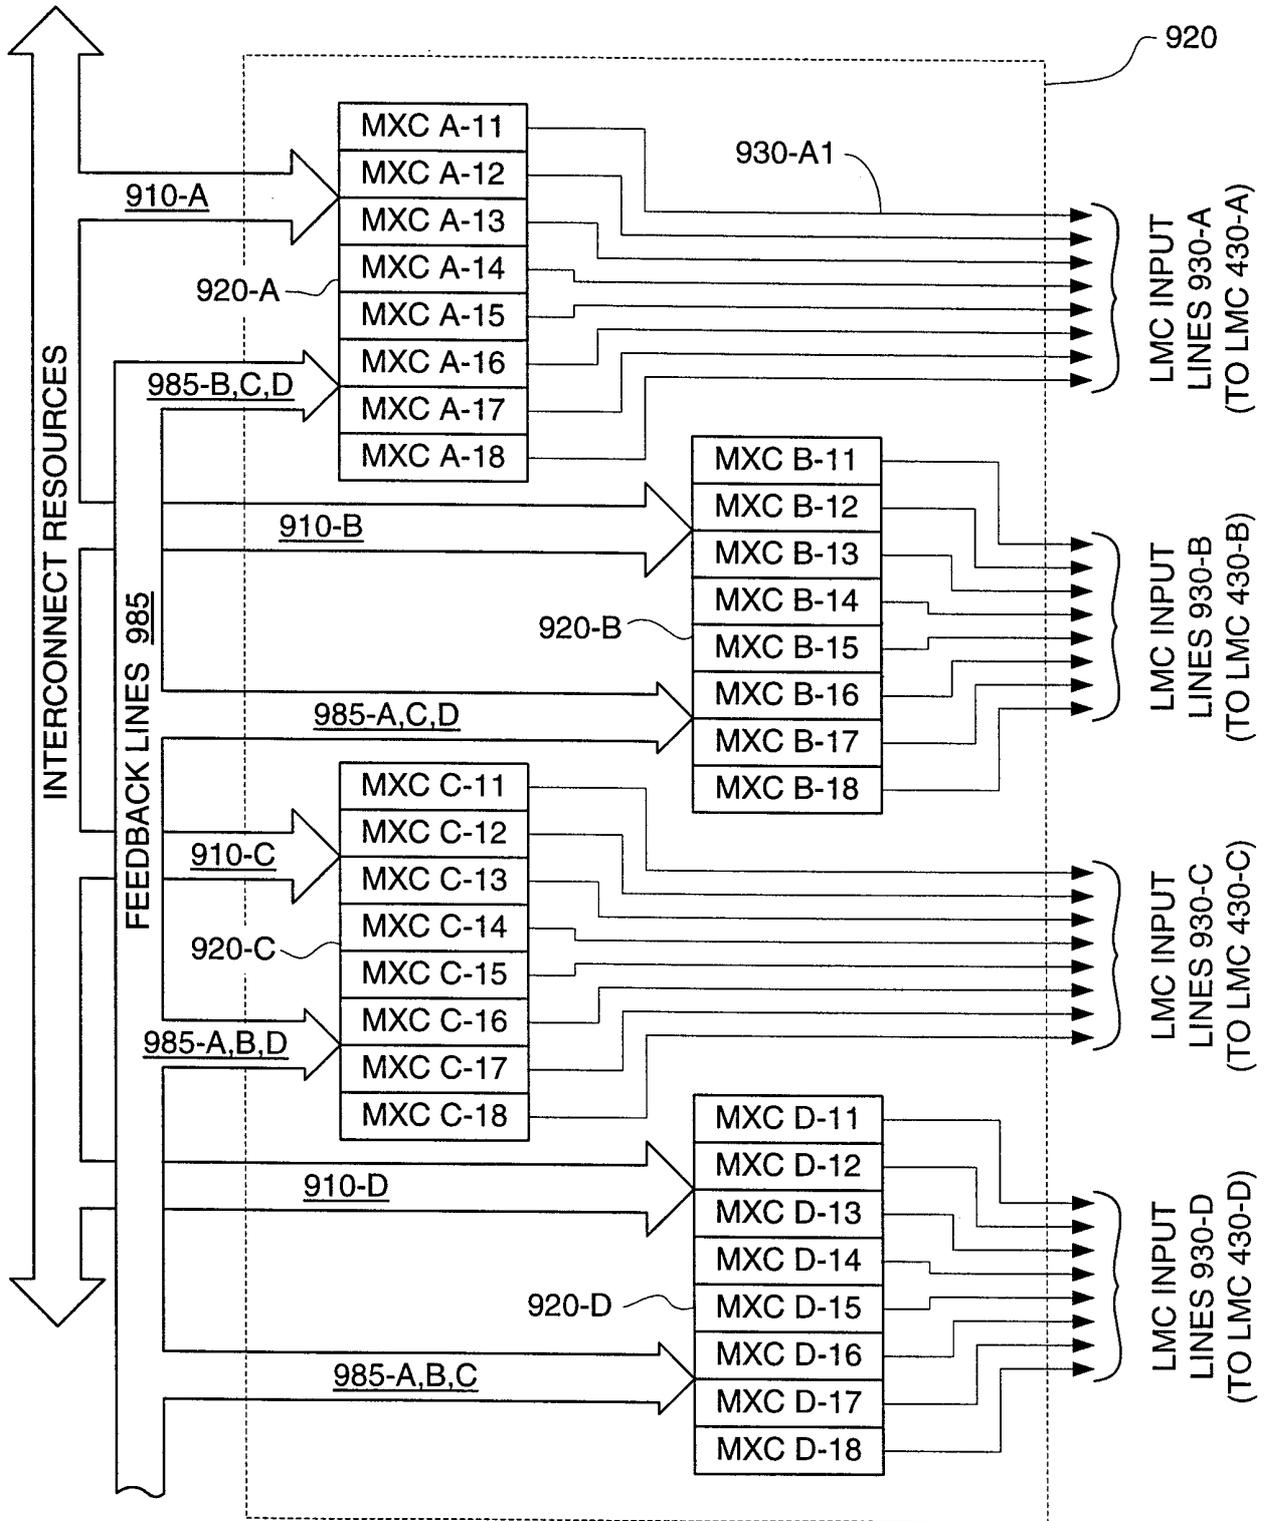 920
MXC A-11
MXC A-12
MXC A-13
MXC A-14
MXC A-15
MXC A-16
MXC A-17
MXC A-18
930-A1
910-A
920-A
985-B,C,D
LMC INPUT
LINES 930-A
(TO LMC 430-A)
INTERCONNECT RESOURCES
FEEDBACK LINES 985
MXC B-11
MXC B-12
MXC B-13
MXC B-14
MXC B-15
MXC B-16
MXC B-17
MXC B-18
910-B
920-B
985-A,C,D
LMC INPUT
LINES 930-B
(TO LMC 430-B)
MXC C-11
MXC C-12
MXC C-13
MXC C-14
MXC C-15
MXC C-16
MXC C-17
MXC C-18
910-C
920-C
985-A,B,D
LMC INPUT
LINES 930-C
(TO LMC 430-C)
MXC D-11
MXC D-12
MXC D-13
MXC D-14
MXC D-15
MXC D-16
MXC D-17
MXC D-18
910-D
920-D
985-A,B,C
LMC INPUT
LINES 930-D
(TO LMC 430-D)